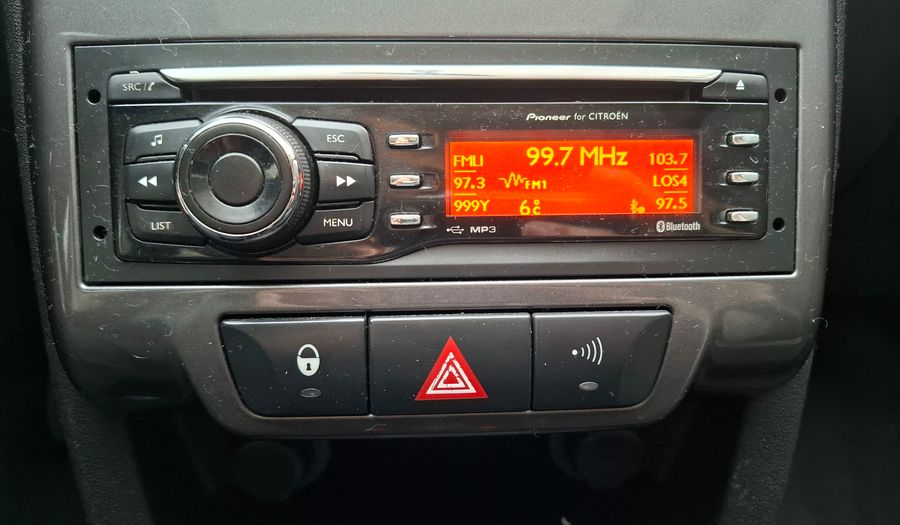 SRC/
Pioneer for CITROËN
ESC
LIST
MENU
FMLI 99.7 MHz 103.7
97.3 FM1 LOS4
999Y 6°C 97.5
MP3
Bluetooth